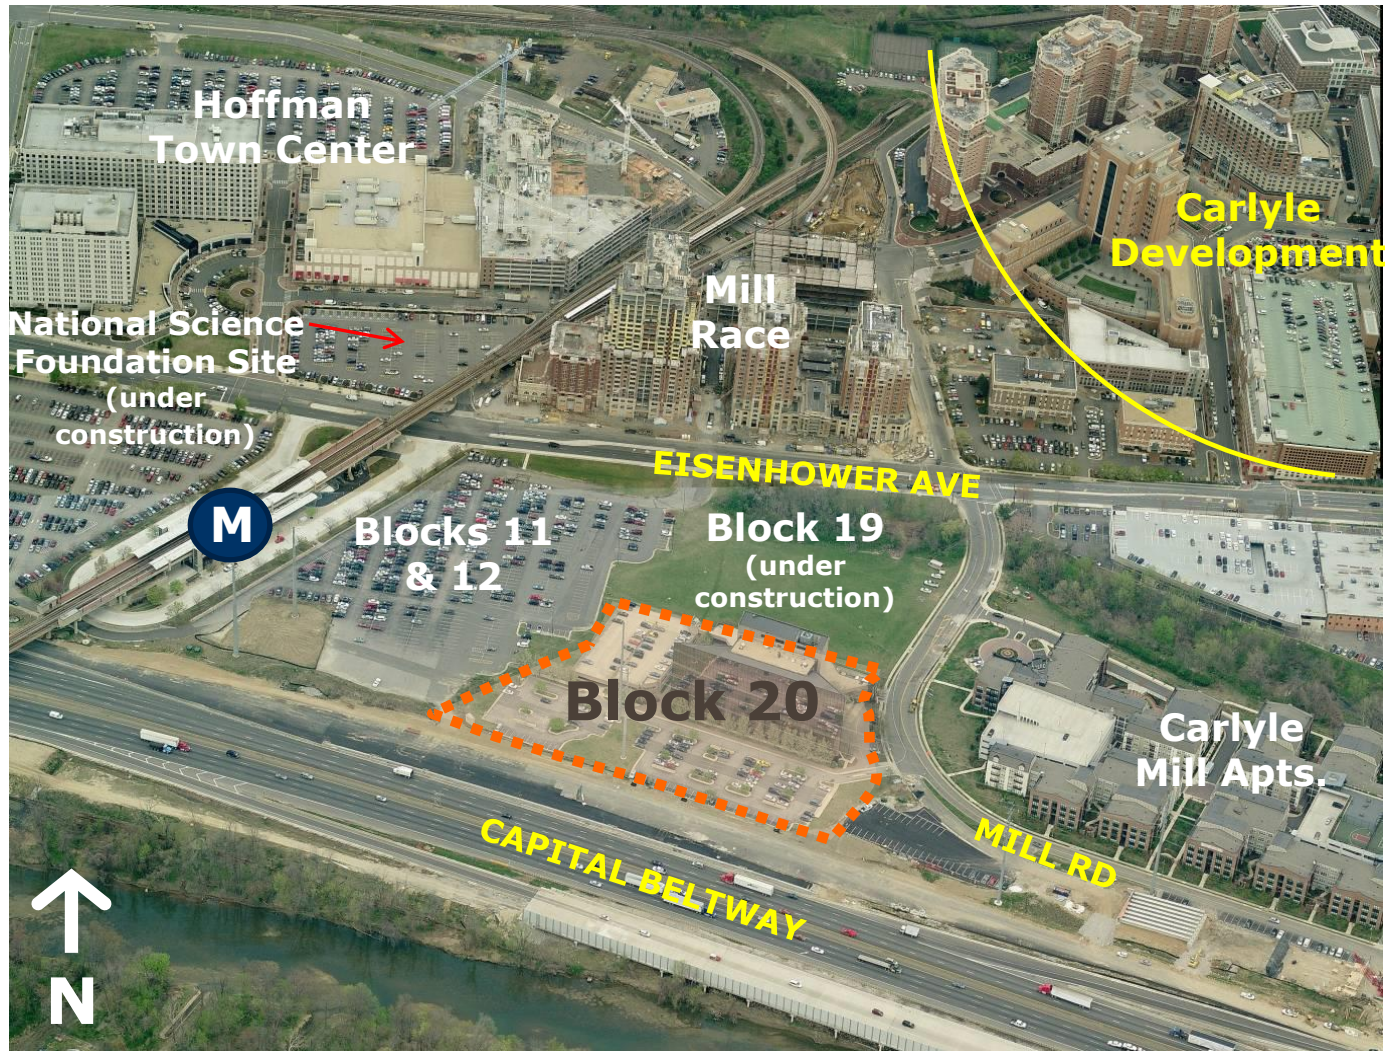 Hoffman
Town Center
Carlyle
Development
Mill
Race
National Science
Foundation Site
(under
construction)
EISENHOWER AVE
M
Blocks 11
& 12
Block 19
(under
construction)
Block 20
Carlyle
Mill Apts.
CAPITAL BELTWAY
MILL RD
N